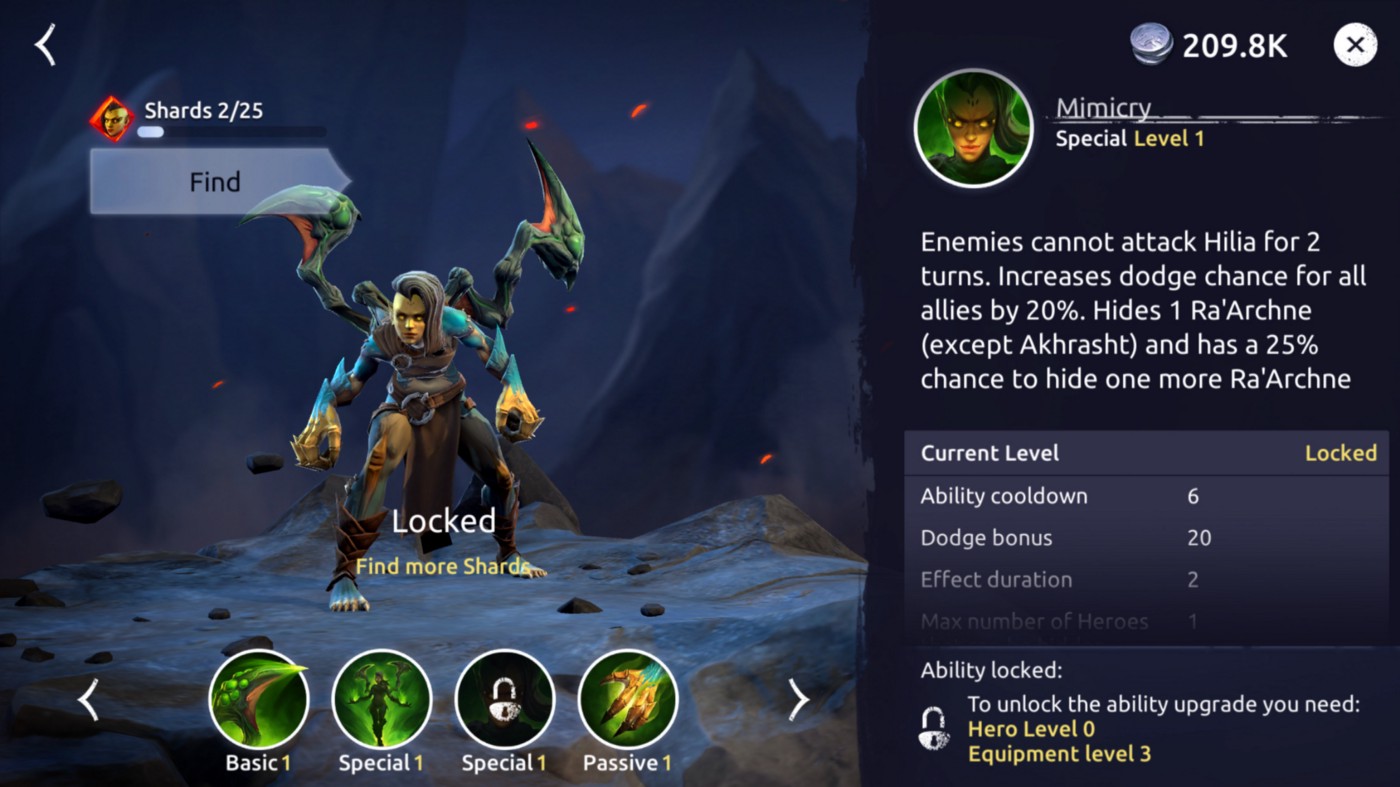 209.8K
Shards 2/25
Find
Mimicry
Special Level 1
Enemies cannot attack Hilia for 2
turns. Increases dodge chance for all
allies by 20%. Hides 1 Ra'Archne
(except Akhrasht) and has a 25%
chance to hide one more Ra'Archne
Current Level Locked
Ability cooldown 6
Dodge bonus 20
Effect duration 2
Max number of Heroes 1
Locked
Find more Shards
Ability locked:
To unlock the ability upgrade you need:
Hero Level 0
Equipment level 3
Basic 1
Special 1
Special 1
Passive 1